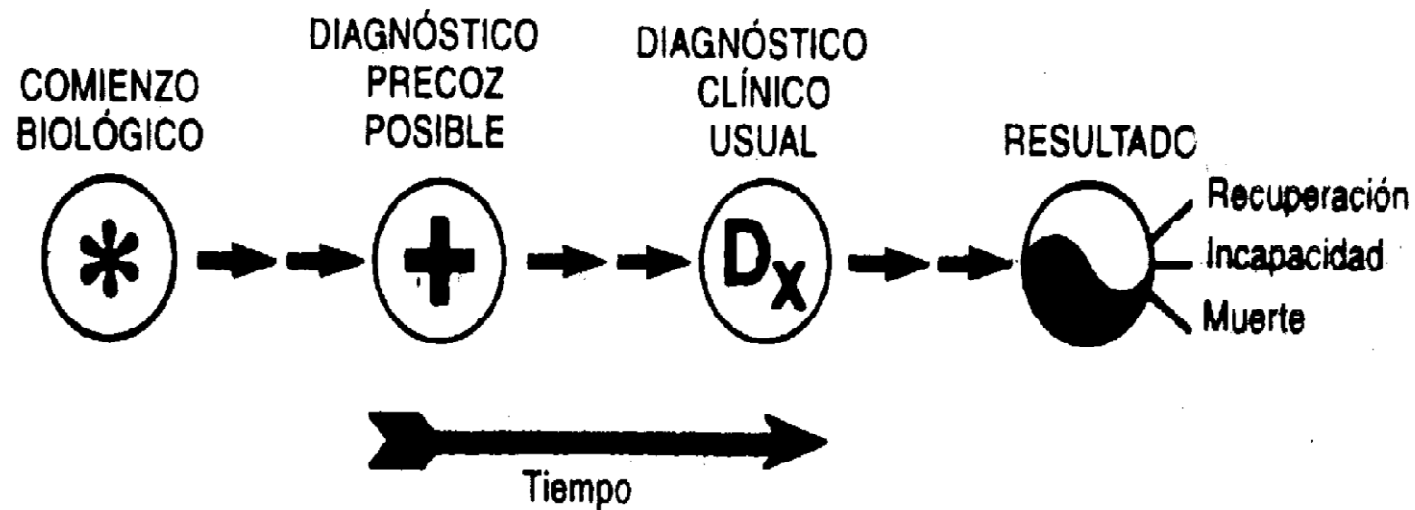 COMIENZO
BIOLÓGICO
*
DIAGNÓSTICO
PRECOZ
POSIBLE
+
DIAGNÓSTICO
CLÍNICO
USUAL
Dx
RESULTADO
Recuperación
Incapacidad
Muerte
Tiempo